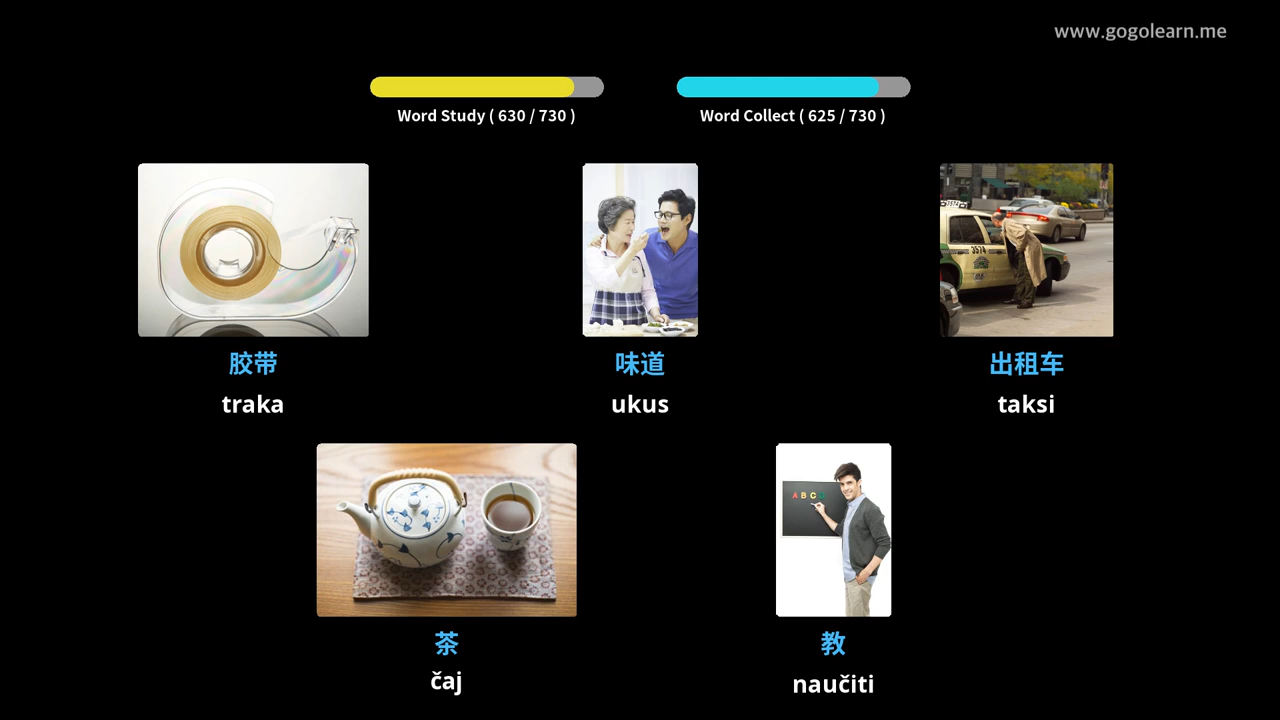 www.gogolearn.me
Word Study ( 630 / 730 )
Word Collect ( 625 / 730 )
3574
胶带
味道
出租车
traka
ukus
taksi
A B C
茶
教
čaj
naučiti